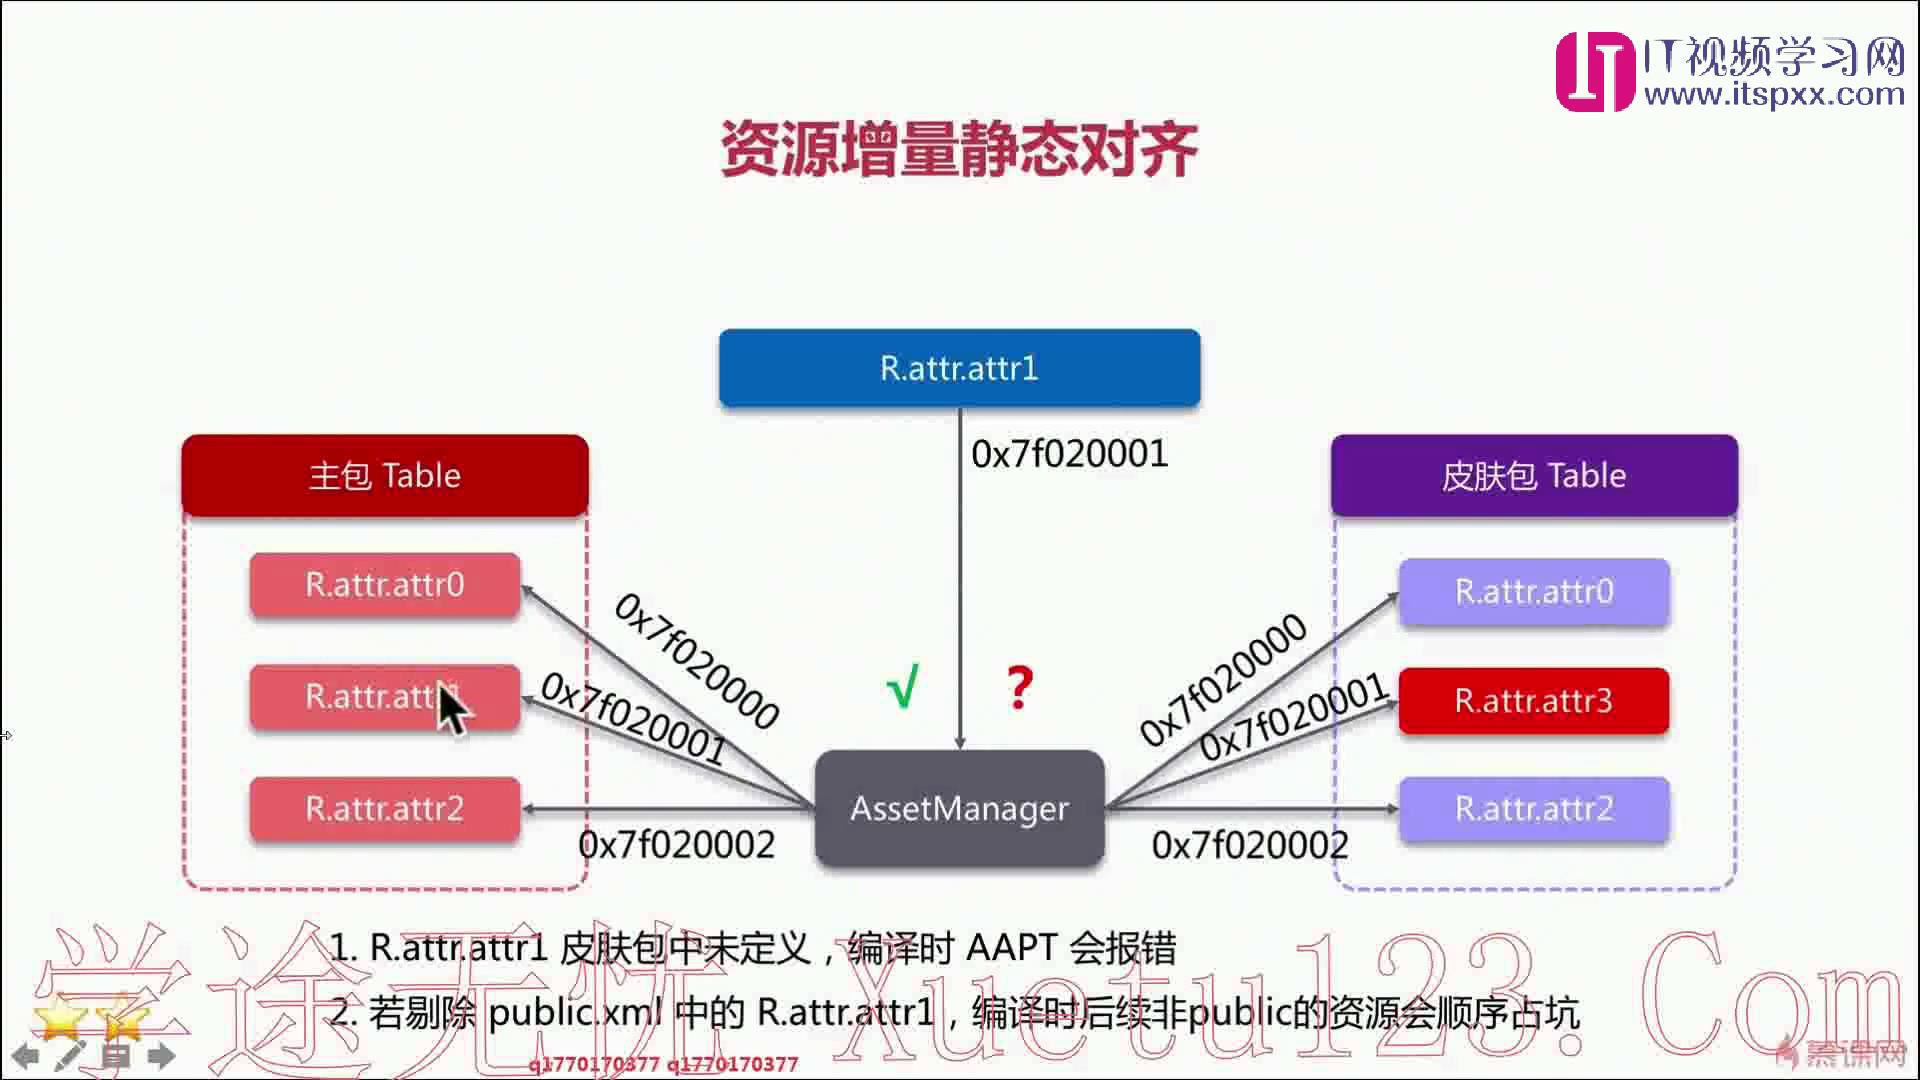 IT视频学习网
www.itspxx.com
资源增量静态对齐
R.attr.attr1
0x7f020001
主包 Table
皮肤包 Table
R.attr.attr0
R.attr.attr0
0x7f020000
0x7f020000
R.attr.attr1
0x7f020001
√
?
0x7f020001
R.attr.attr3
R.attr.attr2
0x7f020002
AssetManager
0x7f020002
R.attr.attr2
1. R.attr.attr1 皮肤包中未定义，编译时 AAPT 会报错
2. 若剔除 public.xml 中的 R.attr.attr1，编译时后续非public的资源会顺序占坑
学途无忧 Xuetu123.Com
q1770170377 q1770170377
慕课网